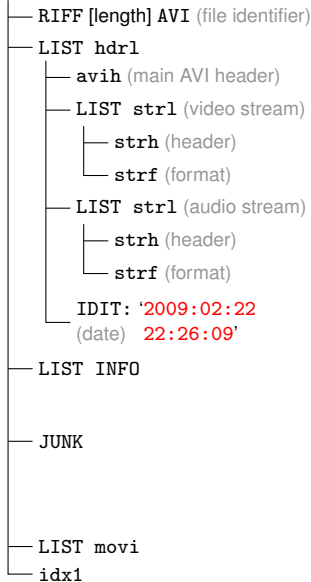 RIFF [length] AVI (file identifier)
LIST hdrl
avih (main AVI header)
LIST strl (video stream)
strh (header)
strf (format)
LIST strl (audio stream)
strh (header)
strf (format)
IDIT: ‘2009:02:22
(date) 22:26:09’
LIST INFO
JUNK
LIST movi
idx1